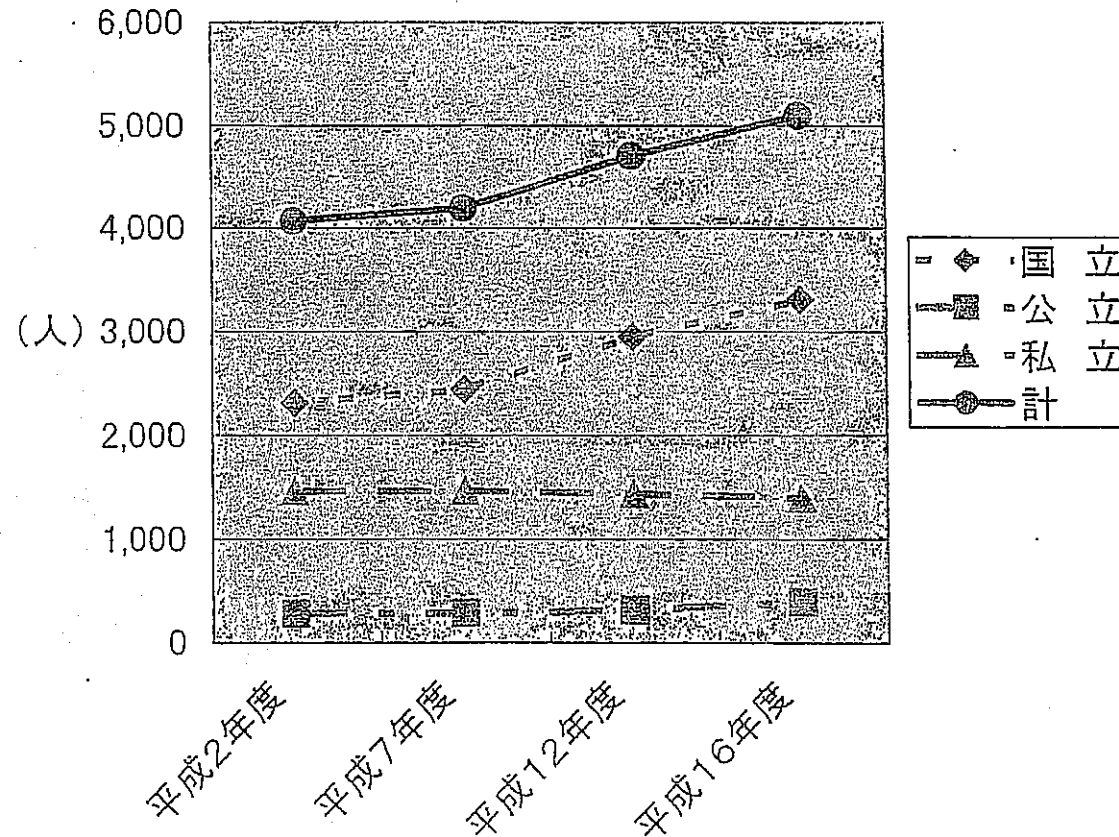 6,000
5,000
4,000
(人) 3,000
2,000
1,000
0
平成2年度
平成7年度
平成12年度
平成16年度
国 立
公 立
私 立
計